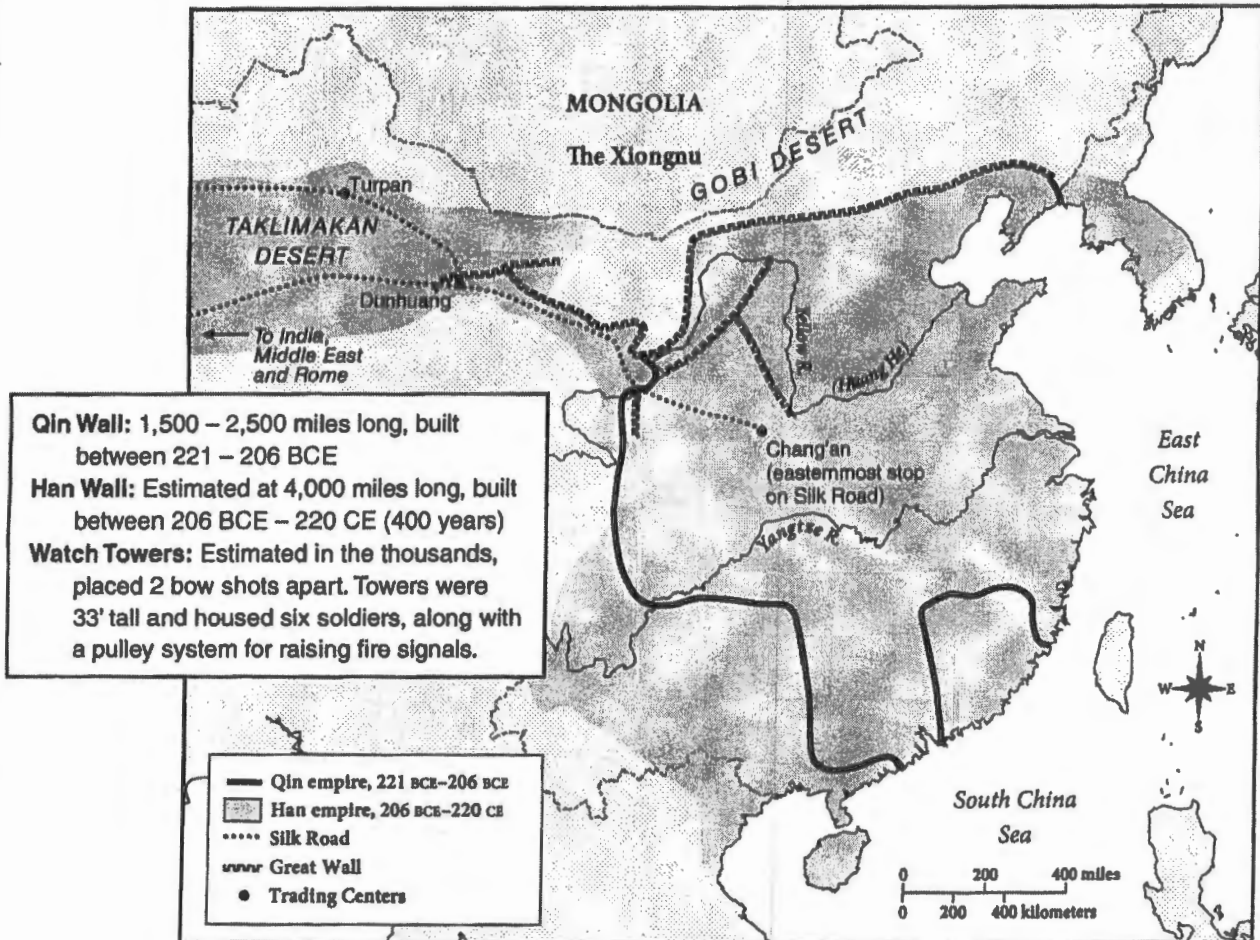 MONGOLIA
The Xiongnu
GOBI DESERT
Turpan
TAKLIMAKAN
DESERT
Dunhuang
To India,
Middle East
and Rome
Yellow R.
(Huang He)
Qin Wall: 1,500 – 2,500 miles long, built
between 221 – 206 BCE
Han Wall: Estimated at 4,000 miles long, built
between 206 BCE – 220 CE (400 years)
Watch Towers: Estimated in the thousands,
placed 2 bow shots apart. Towers were
33' tall and housed six soldiers, along with
a pulley system for raising fire signals.
Chang'an
(easternmost stop
on Silk Road)
East
China
Sea
Yangtze R.
N
W E
S
Qin empire, 221 BCE–206 BCE
Han empire, 206 BCE–220 CE
Silk Road
Great Wall
Trading Centers
South China
Sea
0 200 400 miles
0 200 400 kilometers